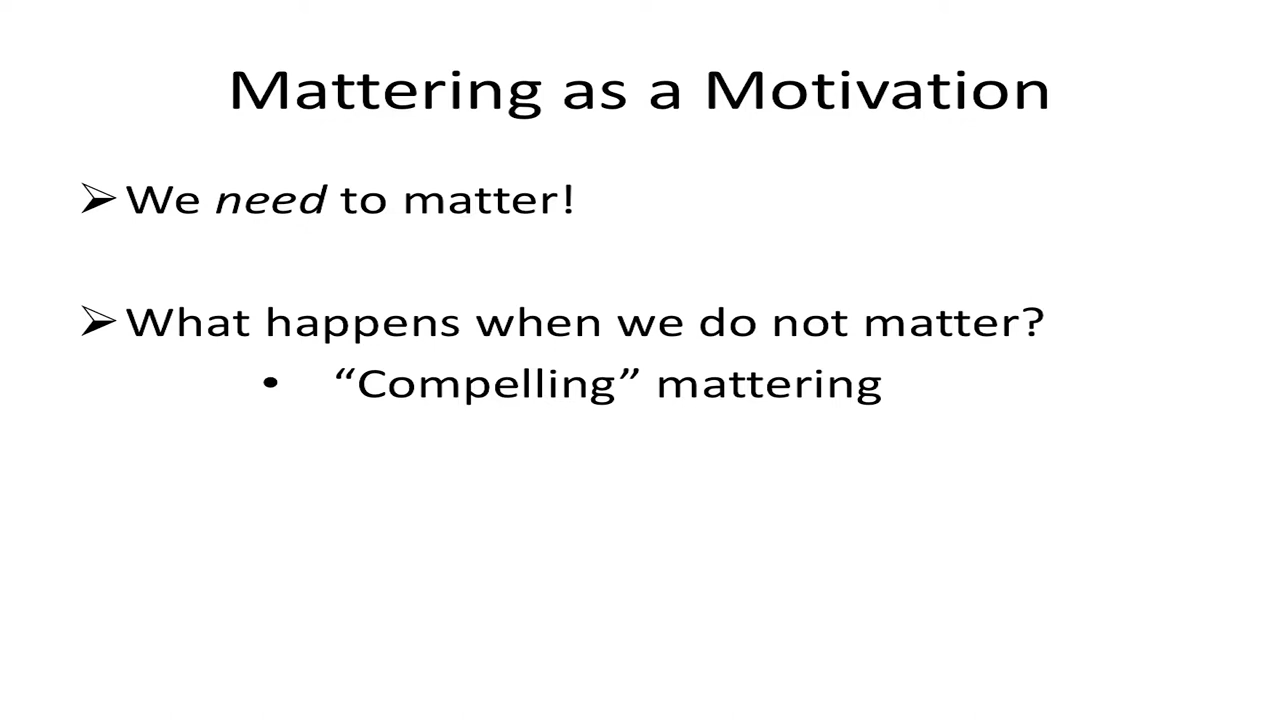 Mattering as a Motivation
➢ We need to matter!
➢ What happens when we do not matter?
• “Compelling” mattering